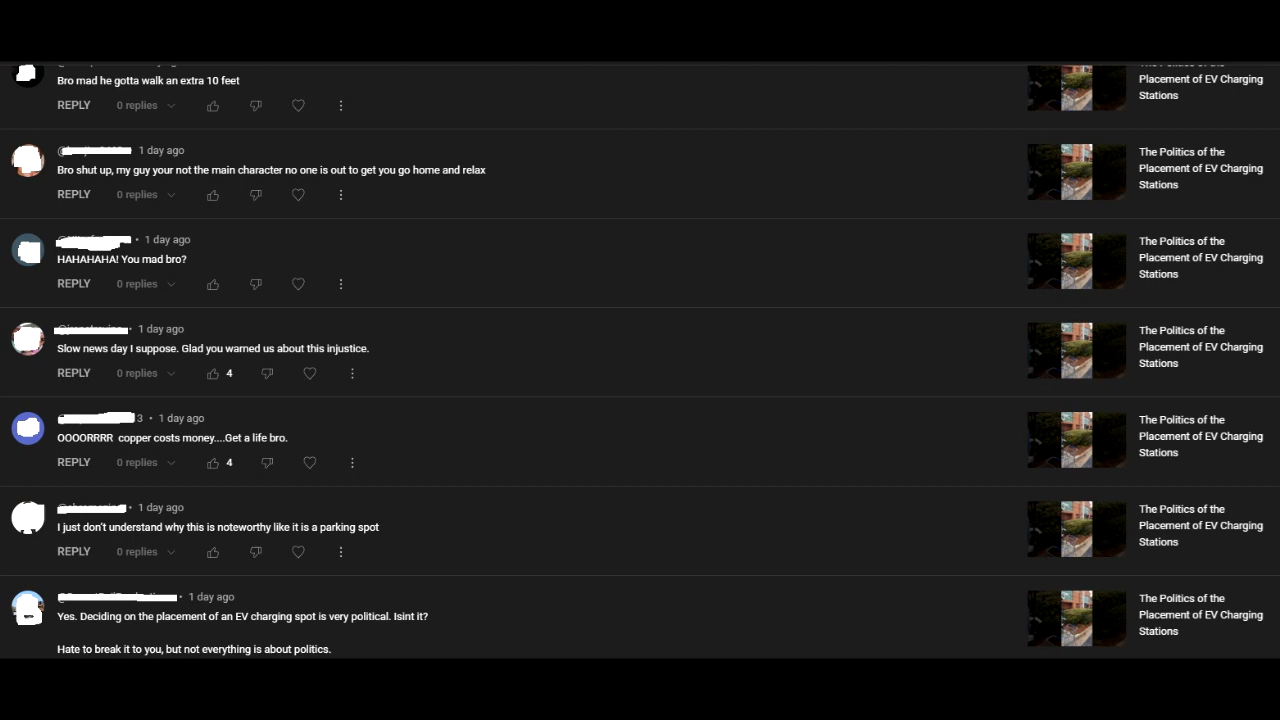 Placement of EV Charging
Stations
Bro mad he gotta walk an extra 10 feet
REPLY 0 replies
1 day ago
Bro shut up, my guy your not the main character no one is out to get you go home and relax
REPLY 0 replies
The Politics of the
Placement of EV Charging
Stations
• 1 day ago
HAHAHAHA! You mad bro?
REPLY 0 replies
The Politics of the
Placement of EV Charging
Stations
• 1 day ago
Slow news day I suppose. Glad you warned us about this injustice.
REPLY 0 replies 4
The Politics of the
Placement of EV Charging
Stations
3 • 1 day ago
OOOORRRR copper costs money....Get a life bro.
REPLY 0 replies 4
The Politics of the
Placement of EV Charging
Stations
• 1 day ago
I just don't understand why this is noteworthy like it is a parking spot
REPLY 0 replies
The Politics of the
Placement of EV Charging
Stations
• 1 day ago
Yes. Deciding on the placement of an EV charging spot is very political. Isint it?
Hate to break it to you, but not everything is about politics.
The Politics of the
Placement of EV Charging
Stations